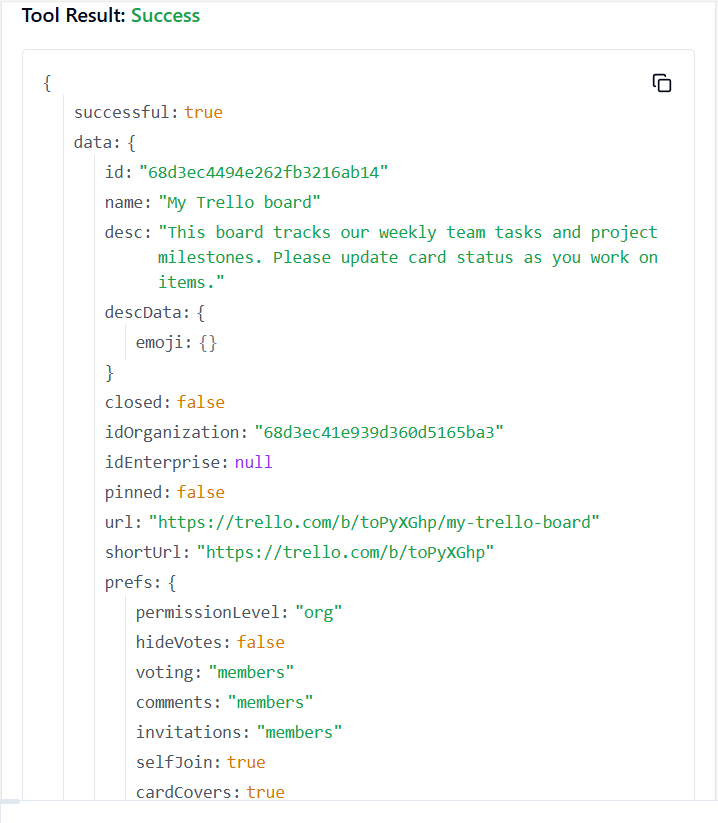 Tool Result: Success
{
successful: true
data: {
id: "68d3ec4494e262fb3216ab14"
name: "My Trello board"
desc: "This board tracks our weekly team tasks and project
milestones. Please update card status as you work on
items."
descData: {
emoji: {}
}
closed: false
idOrganization: "68d3ec41e939d360d5165ba3"
idEnterprise: null
pinned: false
url: "https://trello.com/b/toPyXGhp/my-trello-board"
shortUrl: "https://trello.com/b/toPyXGhp"
prefs: {
permissionLevel: "org"
hideVotes: false
voting: "members"
comments: "members"
invitations: "members"
selfJoin: true
cardCovers: true